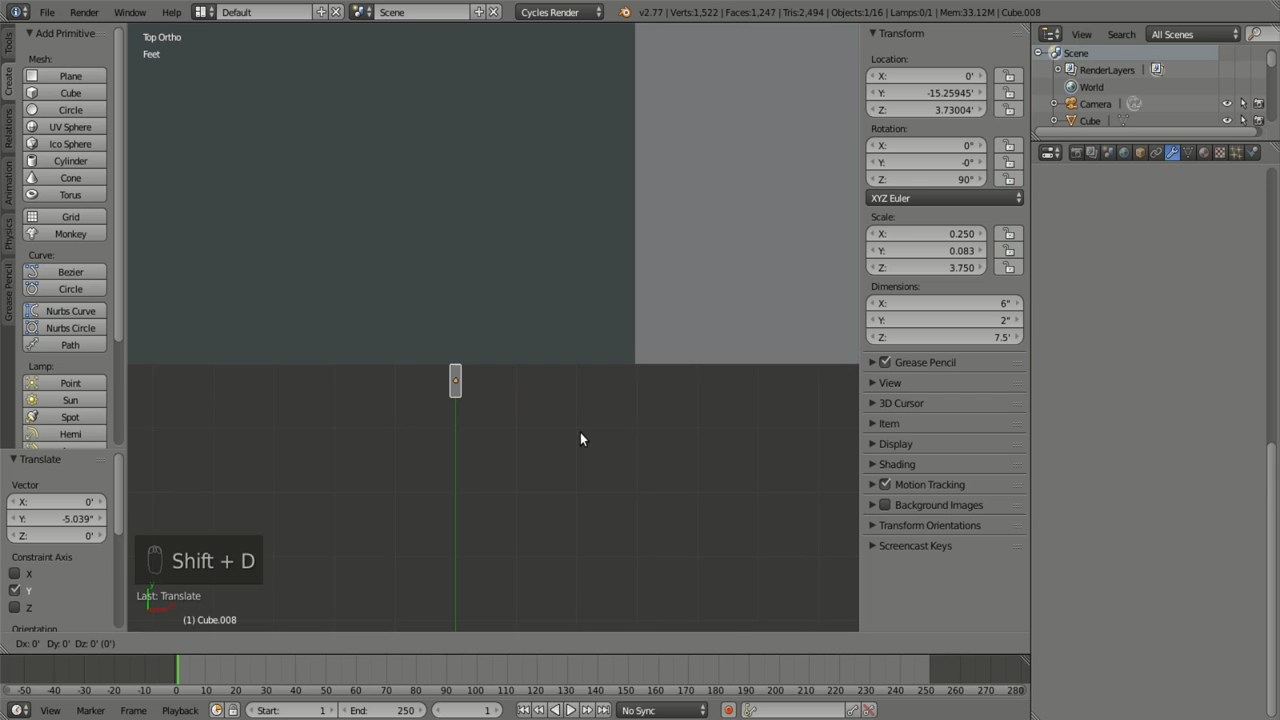 File Render Window Help Default Scene Cycles Render v2.77 | Verts:1,522 | Faces:1,247 | Tris:2,494 | Objects:1/16 | Lamps:0/1 | Mem:33.12M | Cube.008
Tools
Create
Relations
Animation
Physics
Grease Pencil
Add Primitive
Mesh:
Plane
Cube
Circle
UV Sphere
Ico Sphere
Cylinder
Cone
Torus
Grid
Monkey
Curve:
Bezier
Circle
Nurbs Curve
Nurbs Circle
Path
Lamp:
Point
Sun
Spot
Hemi
Translate
Vector
X: 0'
Y: -5.039"
Z: 0'
Constraint Axis
X
Y
Z
Orientation
Top Ortho
Feet
Shift + D
Last: Translate
(1) Cube.008
Dx: 0' Dy: 0' Dz: 0' (0')
Transform
Location:
X: 0'
Y: -15.25945'
Z: 3.73004'
Rotation:
X: 0°
Y: -0°
Z: 90°
XYZ Euler
Scale:
X: 0.250
Y: 0.083
Z: 3.750
Dimensions:
X: 6"
Y: 2"
Z: 7.5'
Grease Pencil
View
3D Cursor
Item
Display
Shading
Motion Tracking
Background Images
Transform Orientations
Screencast Keys
View Search All Scenes
Scene
RenderLayers
World
Camera
Cube
-50 -40 -30 -20 -10 0 10 20 30 40 50 60 70 80 90 100 110 120 130 140 150 160 170 180 190 200 210 220 230 240 250 260 270 280
View Marker Frame Playback Start: 1 End: 250 1 No Sync